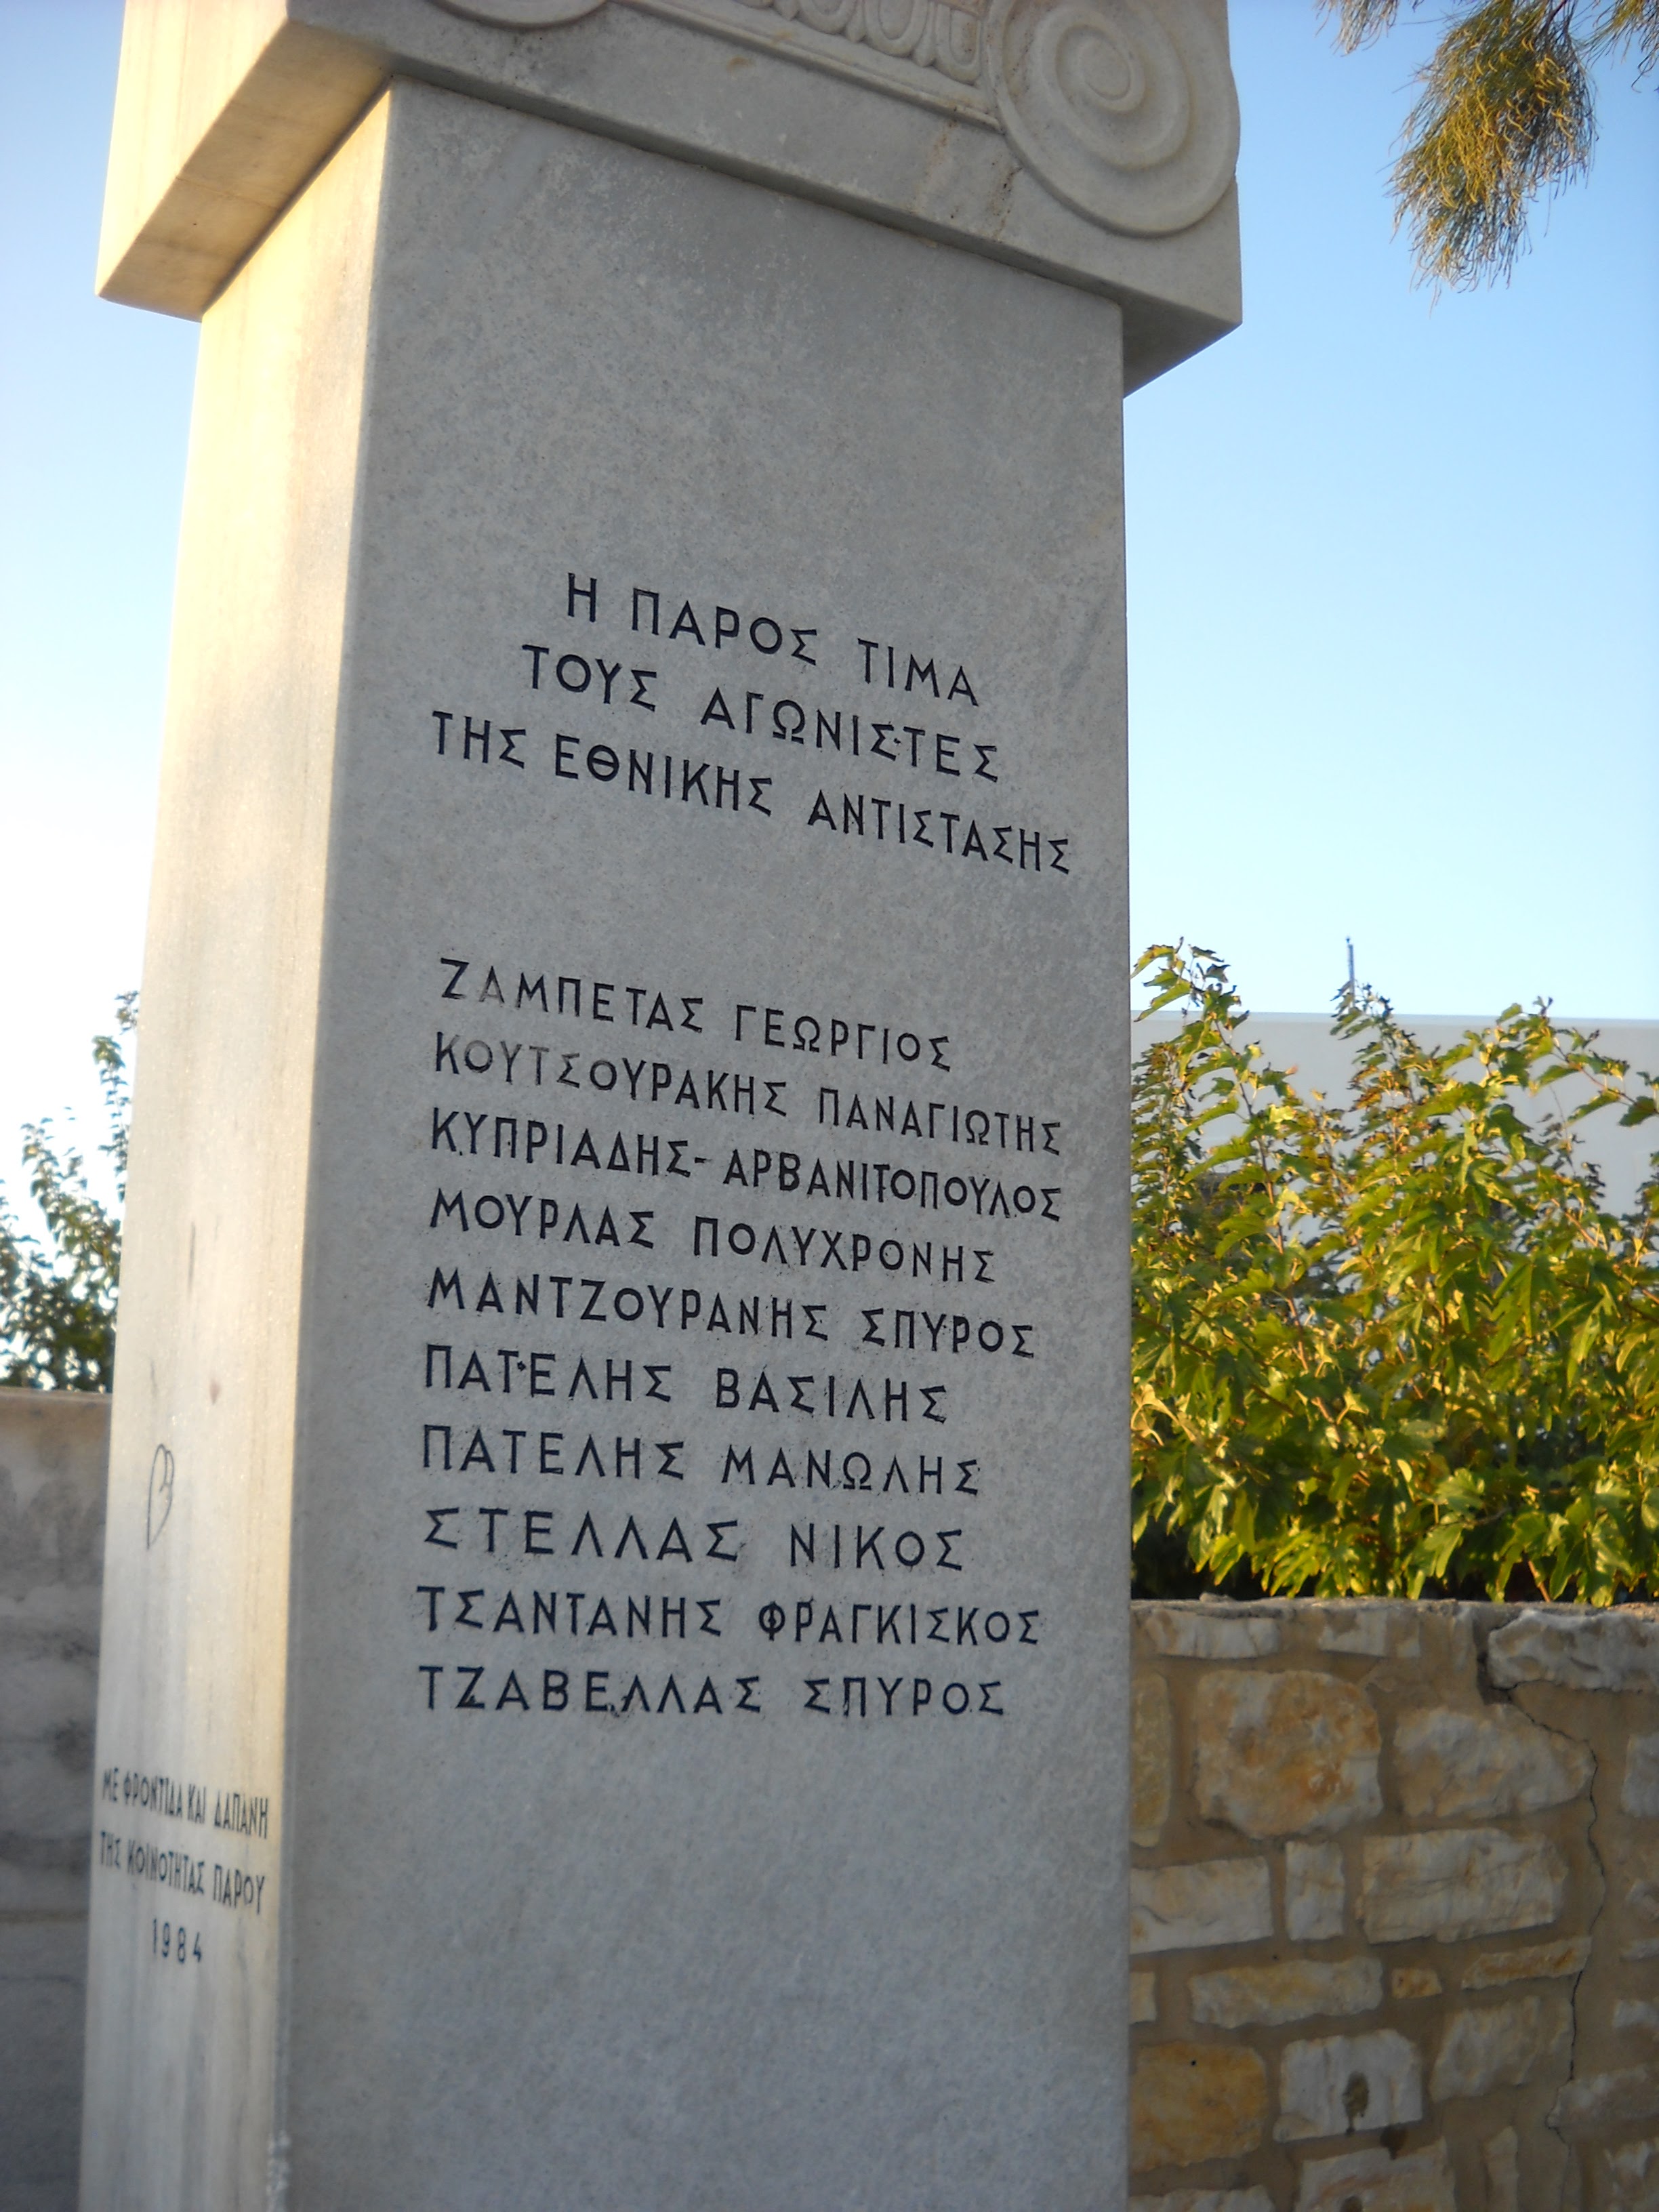 Η ΠΑΡΟΣ ΤΙΜΑ
ΤΟΥΣ ΑΓΩΝΙΣΤΕΣ
ΤΗΣ ΕΘΝΙΚΗΣ ΑΝΤΙΣΤΑΣΗΣ
ΖΑΜΠΕΤΑΣ ΓΕΩΡΓΙΟΣ
ΚΟΥΤΣΟΥΡΑΚΗΣ ΠΑΝΑΓΙΩΤΗΣ
ΚΥΠΡΙΑΔΗΣ-ΑΡΒΑΝΙΤΟΠΟΥΛΟΣ
ΜΟΥΡΛΑΣ ΠΟΛΥΧΡΟΝΗΣ
ΜΑΝΤΖΟΥΡΑΝΗΣ ΣΠΥΡΟΣ
ΠΑΤΕΛΗΣ ΒΑΣΙΛΗΣ
ΠΑΤΕΛΗΣ ΜΑΝΩΛΗΣ
ΣΤΕΛΛΑΣ ΝΙΚΟΣ
ΤΣΑΝΤΑΝΗΣ ΦΡΑΓΚΙΣΚΟΣ
ΤΖΑΒΕΛΛΑΣ ΣΠΥΡΟΣ
ΜΕ ΦΡΟΝΤΙΔΑ ΚΑΙ ΔΑΠΑΝΗ
ΤΗΣ ΚΟΙΝΟΤΗΤΑΣ ΠΑΡΟΥ
1984